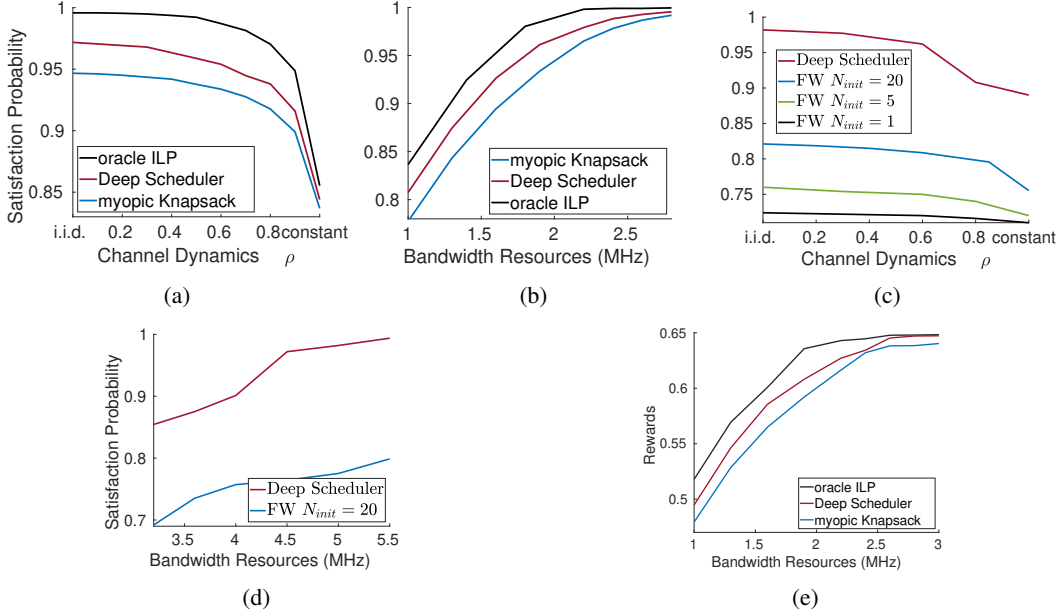 1
0.95
0.9
0.85
Satisfaction Probability
oracle ILP
Deep Scheduler
myopic Knapsack
i.i.d. 0.2 0.4 0.6 0.8 constant
Channel Dynamics ρ
(a)
1
0.95
0.9
0.85
0.8
myopic Knapsack
Deep Scheduler
oracle ILP
1 1.5 2 2.5
Bandwidth Resources (MHz)
(b)
1
0.95
0.9
0.85
0.8
0.75
Deep Scheduler
FW N_init = 20
FW N_init = 5
FW N_init = 1
i.i.d. 0.2 0.4 0.6 0.8 constant
Channel Dynamics ρ
(c)
1
0.9
0.8
0.7
Satisfaction Probability
Deep Scheduler
FW N_init = 20
3.5 4 4.5 5 5.5
Bandwidth Resources (MHz)
(d)
0.65
0.6
0.55
0.5
Rewards
oracle ILP
Deep Scheduler
myopic Knapsack
1 1.5 2 2.5 3
Bandwidth Resources (MHz)
(e)